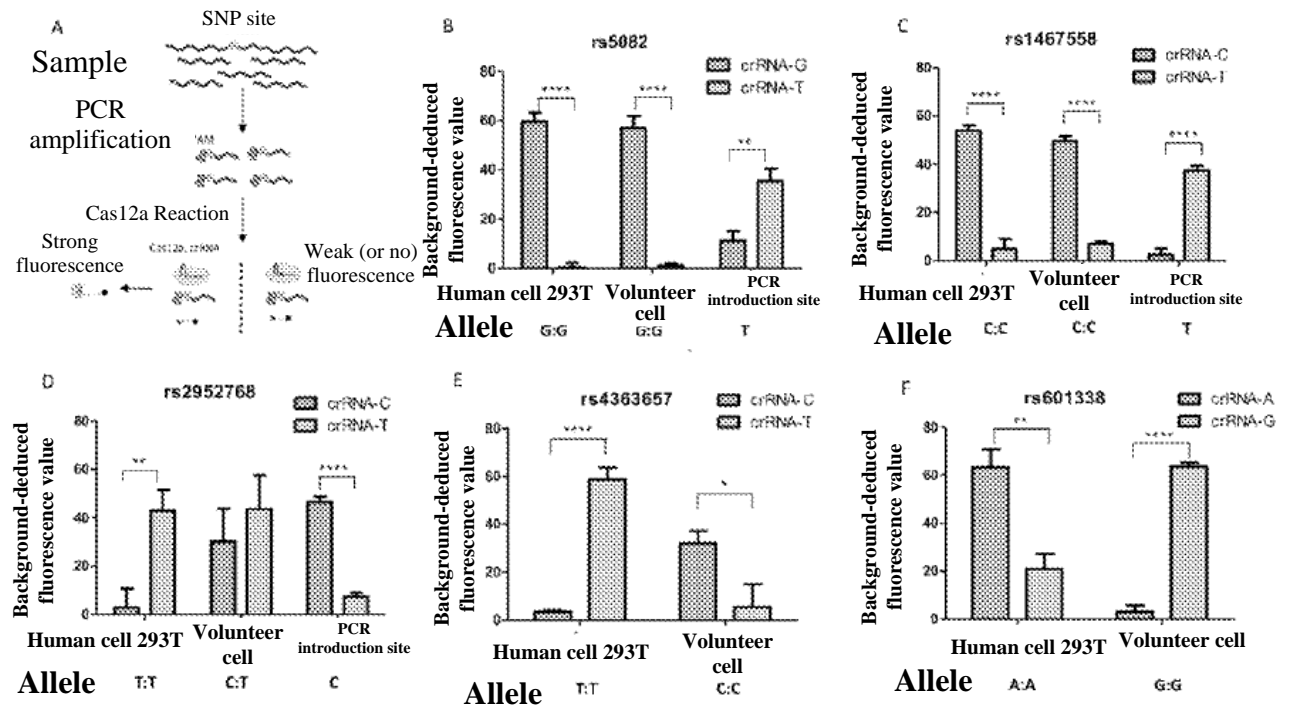 A
SNP site
Sample
PCR
amplification
Cas12a Reaction
Strong
fluorescence
Cas12a, crRNA
Weak (or no)
fluorescence
B
rs5082
crRNA-G
crRNA-T
Background-deduced
fluorescence value
80
60
40
20
0
Human cell 293T
Volunteer
cell
PCR
introduction site
Allele
G:G
G:G
T
C
rs1467558
crRNA-C
crRNA-T
Background-deduced
fluorescence value
80
60
40
20
0
Human cell 293T
Volunteer
cell
PCR
introduction site
Allele
C:C
C:C
T
D
rs2952768
crRNA-C
crRNA-T
Background-deduced
fluorescence value
80
60
40
20
0
Human cell 293T
Volunteer
cell
PCR
introduction site
Allele
T:T
C:T
C
E
rs4363657
crRNA-C
crRNA-T
Background-deduced
fluorescence value
80
60
40
20
0
Human cell 293T
Volunteer
cell
Allele
T:T
C:C
F
rs601338
crRNA-A
crRNA-G
Background-deduced
fluorescence value
80
60
40
20
0
Human cell 293T
Volunteer cell
Allele
A:A
G:G